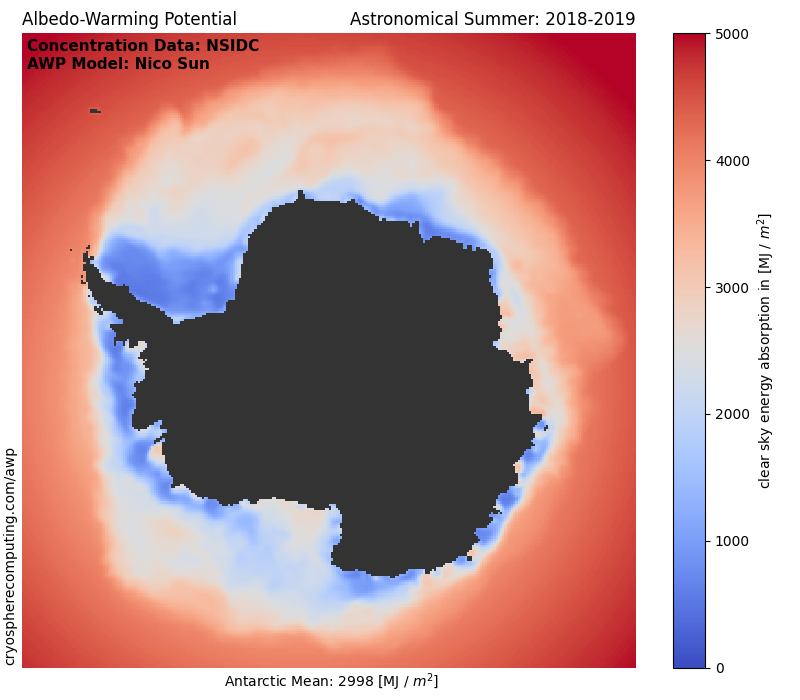 Albedo-Warming Potential
Astronomical Summer: 2018-2019
Concentration Data: NSIDC
AWP Model: Nico Sun
5000
4000
3000
2000
1000
0
clear sky energy absorption in [MJ / m²]
cryospherecomputing.com/awp
Antarctic Mean: 2998 [MJ / m²]